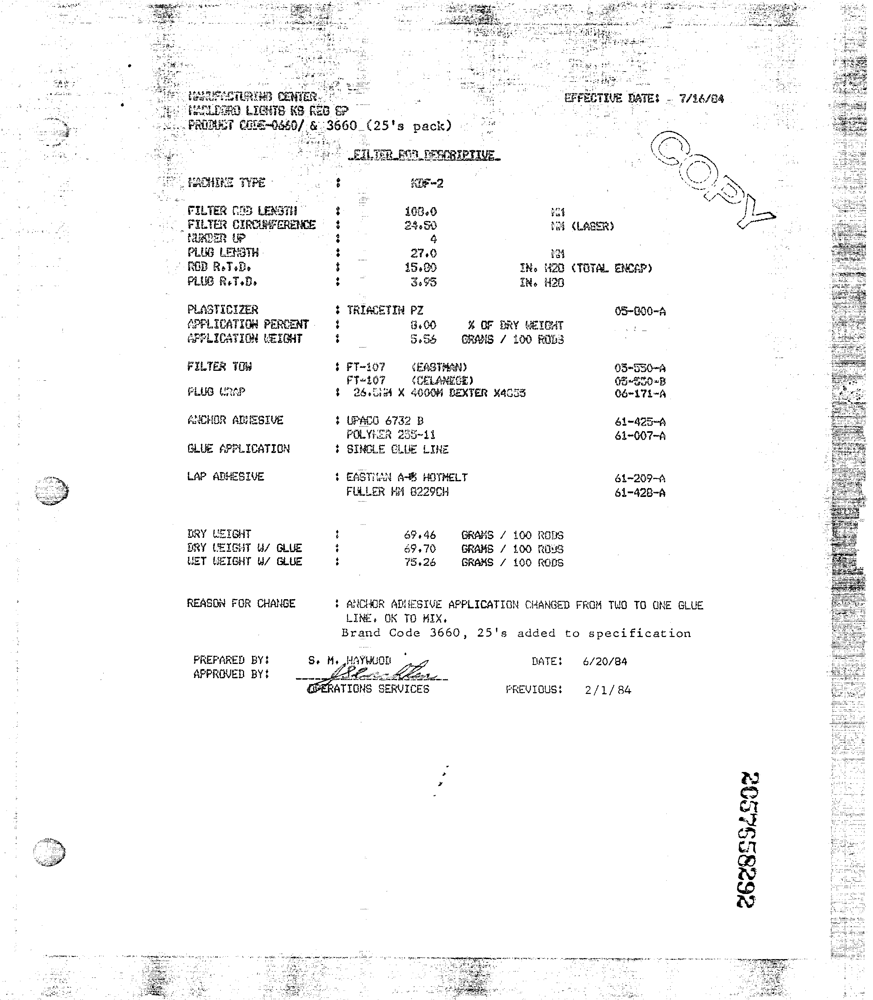 MANUFACTURING CENTER EFFECTIVE DATE: - 7/16/84
MARLBORO LIGHTS KS REG SP
PRODUCT CODE-0660/ & 3660 (25's pack)
COPY
FILTER ROD DESCRIPTIVE
MACHINE TYPE : KDF-2
FILTER ROD LENGTH : 108.0 MM
FILTER CIRCUMFERENCE : 24.50 MM (LASER)
NUMBER UP : 4
PLUG LENGTH : 27.0 MM
ROD R.T.D. : 15.80 IN. H2O (TOTAL ENCAP)
PLUG R.T.D. : 3.95 IN. H2O
PLASTICIZER : TRIACETIN PZ 05-000-A
APPLICATION PERCENT : 8.00 % OF DRY WEIGHT
APPLICATION WEIGHT : 5.56 GRAMS / 100 RODS
FILTER TOW : FT-107 (EASTMAN) 05-550-A
FT-107 (CELANESE) 05-550-B
PLUG WRAP : 26.5MM X 4000M DEXTER 06-171-A
ANCHOR ADHESIVE : UPACO 6732 B 61-425-A
POLYMER 61-007-A
GLUE APPLICATION : SINGLE GLUE LINE
LAP ADHESIVE : EASTMAN HOTMELT 61-209-A
FULLER HM 8229CH 61-428-A
DRY WEIGHT : 69.46 GRAMS / 100 RODS
DRY WEIGHT W/ GLUE : 69.70 GRAMS / 100 RODS
WET WEIGHT W/ GLUE : 75.26 GRAMS / 100 RODS
REASON FOR CHANGE : ANCHOR ADHESIVE APPLICATION CHANGED FROM TWO TO ONE GLUE
LINE. OK TO MIX.
Brand Code 3660, 25's added to specification
PREPARED BY: S. M. HAYWOOD DATE: 6/20/84
APPROVED BY:
OPERATIONS SERVICES PREVIOUS: 2/1/84
2057658292